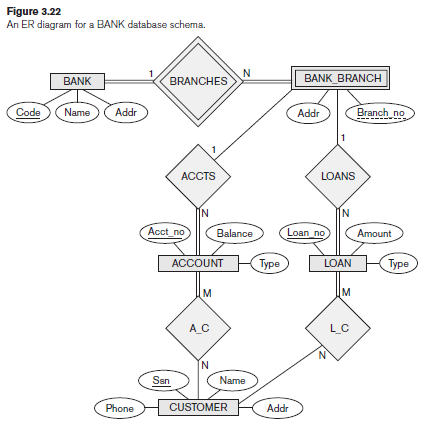 Figure 3.22
An ER diagram for a BANK database schema.
BANK
1
BRANCHES
N
BANK_BRANCH
Code
Name
Addr
Addr
Branch_no
1
1
ACCTS
LOANS
N
N
Acct_no
Balance
Loan_no
Amount
ACCOUNT
Type
LOAN
Type
M
M
A_C
L_C
N
N
Ssn
Name
Phone
CUSTOMER
Addr